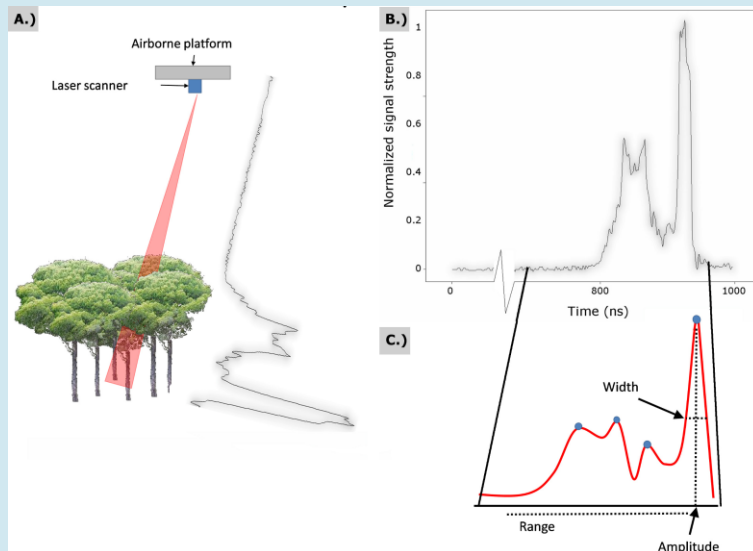 A.)
Airborne platform
Laser scanner
B.)
Normalized signal strength
1
0.8
0.6
0.4
0.2
0
0
800
1000
Time (ns)
C.)
Width
Range
Amplitude